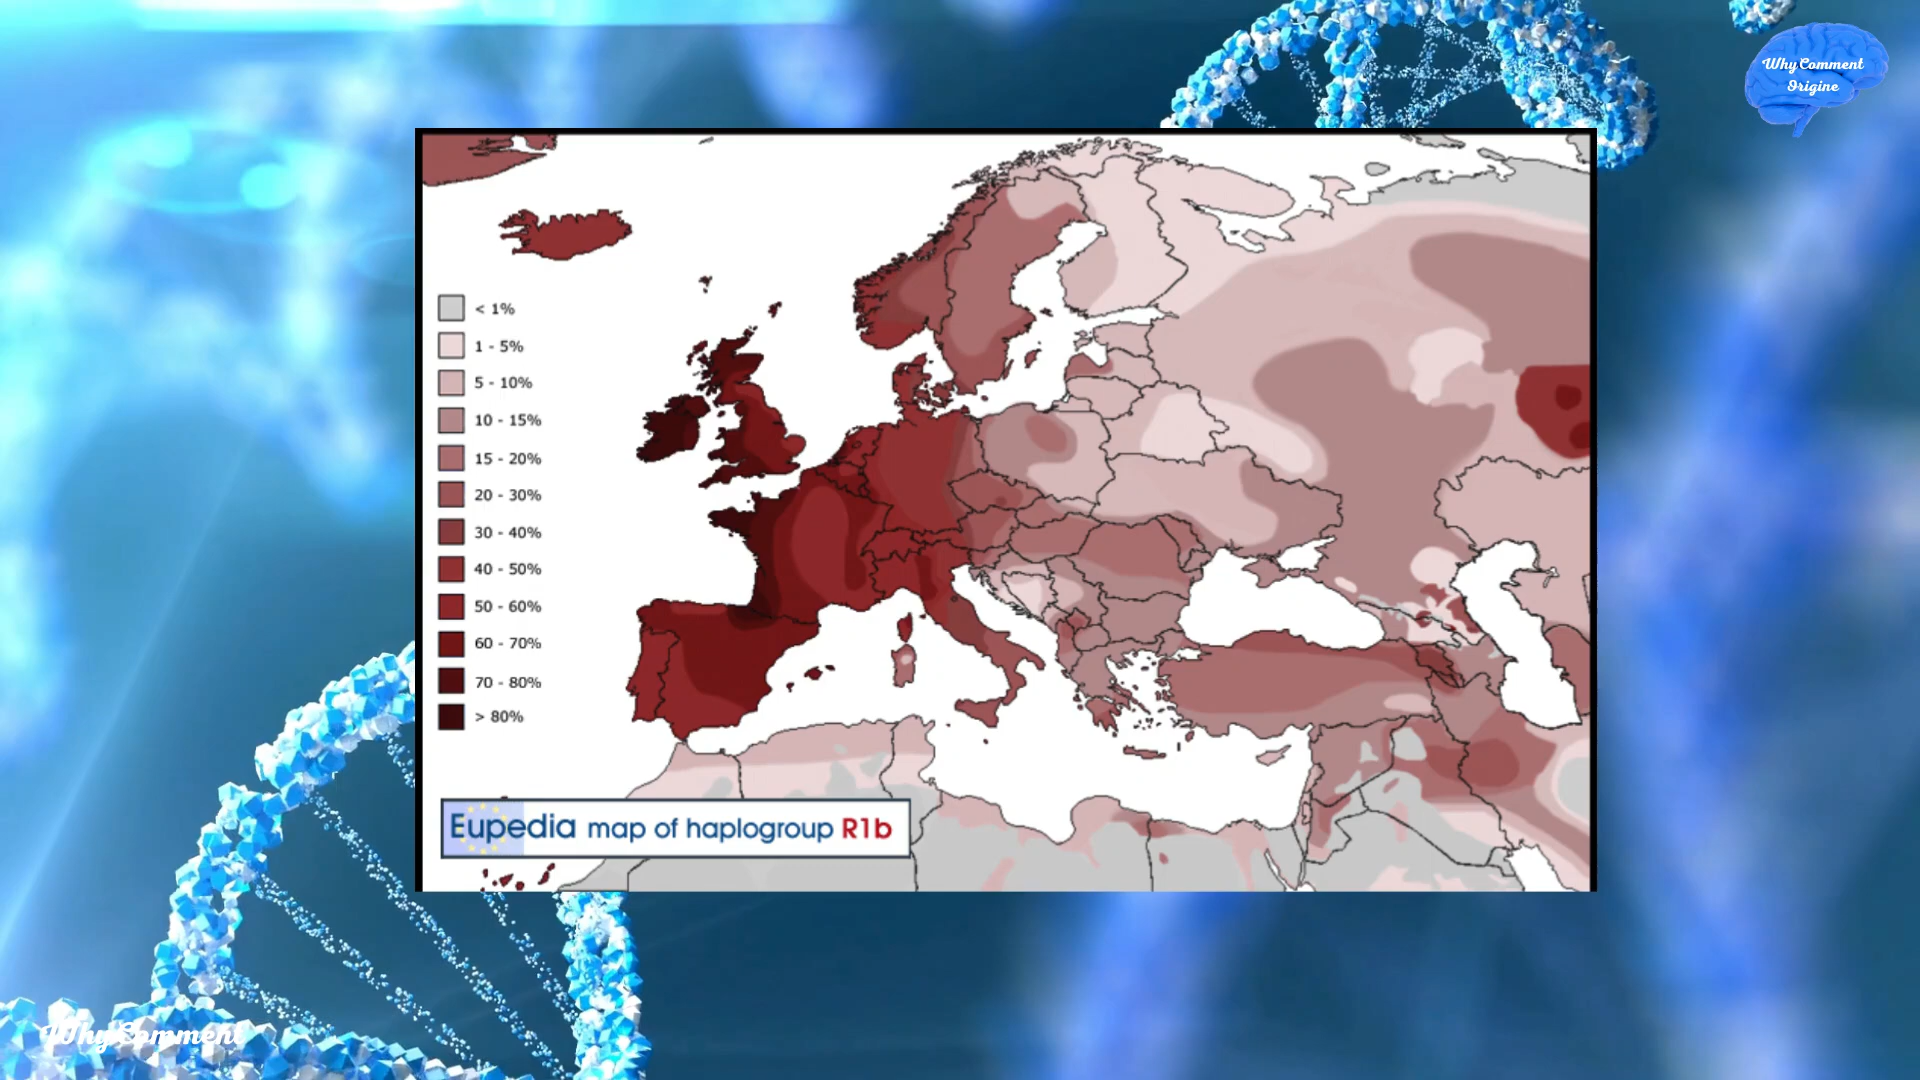 Why Comment
Origine
< 1%
1 - 5%
5 - 10%
10 - 15%
15 - 20%
20 - 30%
30 - 40%
40 - 50%
50 - 60%
60 - 70%
70 - 80%
> 80%
Eupedia map of haplogroup R1b
Why Comment